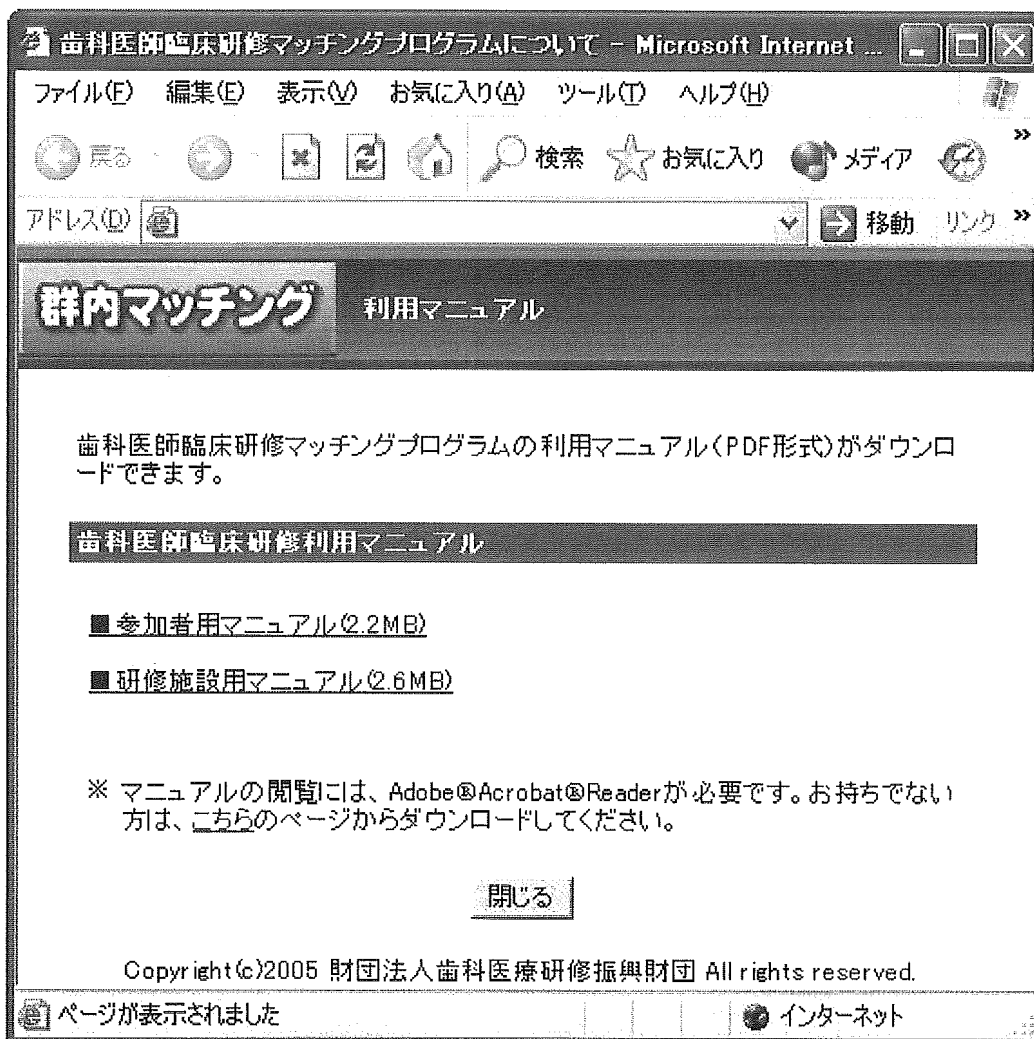 歯科医師臨床研修マッチングプログラムについて - Microsoft Internet ...
ファイル(F) 編集(E) 表示(V) お気に入り(A) ツール(T) ヘルプ(H)
戻る 検索 お気に入り メディア »
アドレス(D) 移動 リンク »
群内マッチング 利用マニュアル
歯科医師臨床研修マッチングプログラムの利用マニュアル(PDF形式)がダウンロ
ードできます。
歯科医師臨床研修利用マニュアル
■参加者用マニュアル(2.2MB)
■研修施設用マニュアル(2.6MB)
※ マニュアルの閲覧には、Adobe®Acrobat®Readerが必要です。お持ちでない
方は、こちらのページからダウンロードしてください。
閉じる
Copyright(c)2005 財団法人歯科医療研修振興財団 All rights reserved.
ページが表示されました インターネット